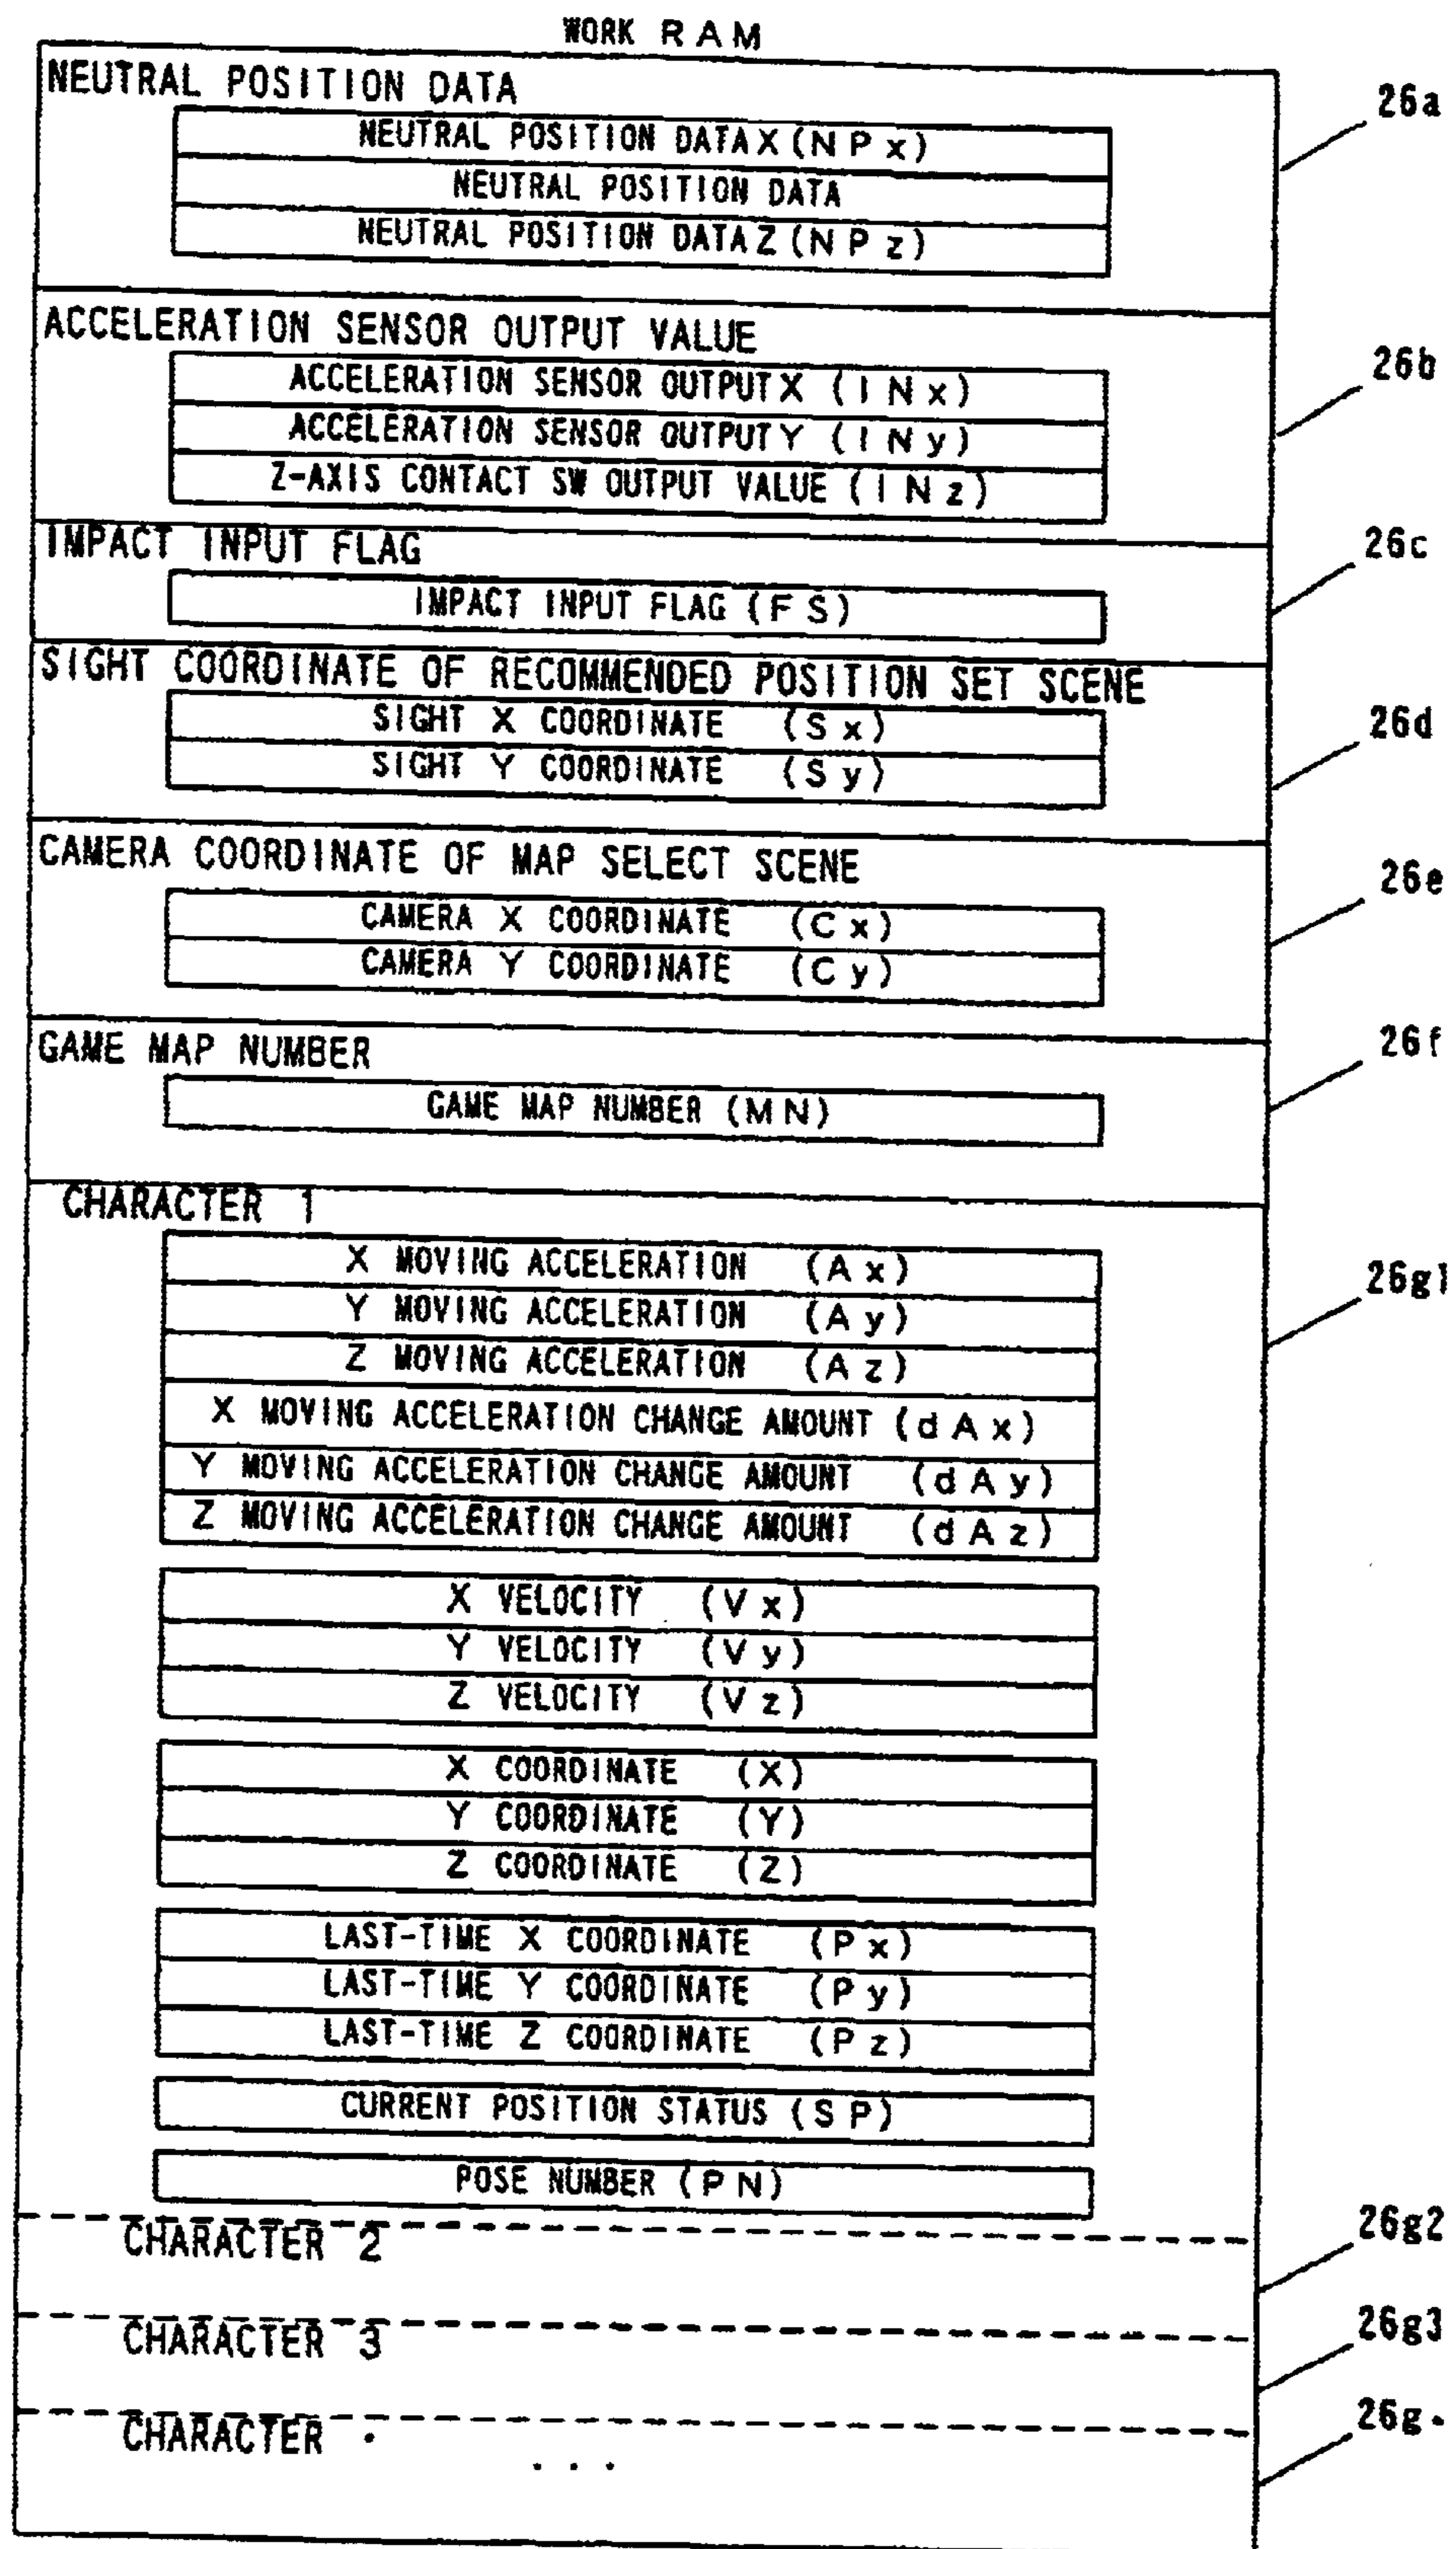 WORK RAM
NEUTRAL POSITION DATA
26a
NEUTRAL POSITION DATA X (NPx)
NEUTRAL POSITION DATA
NEUTRAL POSITION DATA Z (NPz)
ACCELERATION SENSOR OUTPUT VALUE
26b
ACCELERATION SENSOR OUTPUT X (INx)
ACCELERATION SENSOR OUTPUT Y (INy)
Z-AXIS CONTACT SW OUTPUT VALUE (INz)
IMPACT INPUT FLAG
26c
IMPACT INPUT FLAG (FS)
SIGHT COORDINATE OF RECOMMENDED POSITION SET SCENE
26d
SIGHT X COORDINATE (Sx)
SIGHT Y COORDINATE (Sy)
CAMERA COORDINATE OF MAP SELECT SCENE
26e
CAMERA X COORDINATE (Cx)
CAMERA Y COORDINATE (Cy)
GAME MAP NUMBER
26f
GAME MAP NUMBER (MN)
CHARACTER 1
26g1
X MOVING ACCELERATION (Ax)
Y MOVING ACCELERATION (Ay)
Z MOVING ACCELERATION (Az)
X MOVING ACCELERATION CHANGE AMOUNT (dAx)
Y MOVING ACCELERATION CHANGE AMOUNT (dAy)
Z MOVING ACCELERATION CHANGE AMOUNT (dAz)
X VELOCITY (Vx)
Y VELOCITY (Vy)
Z VELOCITY (Vz)
X COORDINATE (X)
Y COORDINATE (Y)
Z COORDINATE (Z)
LAST-TIME X COORDINATE (Px)
LAST-TIME Y COORDINATE (Py)
LAST-TIME Z COORDINATE (Pz)
CURRENT POSITION STATUS (SP)
POSE NUMBER (PN)
CHARACTER 2
26g2
CHARACTER 3
26g3
CHARACTER ·
26g·
...